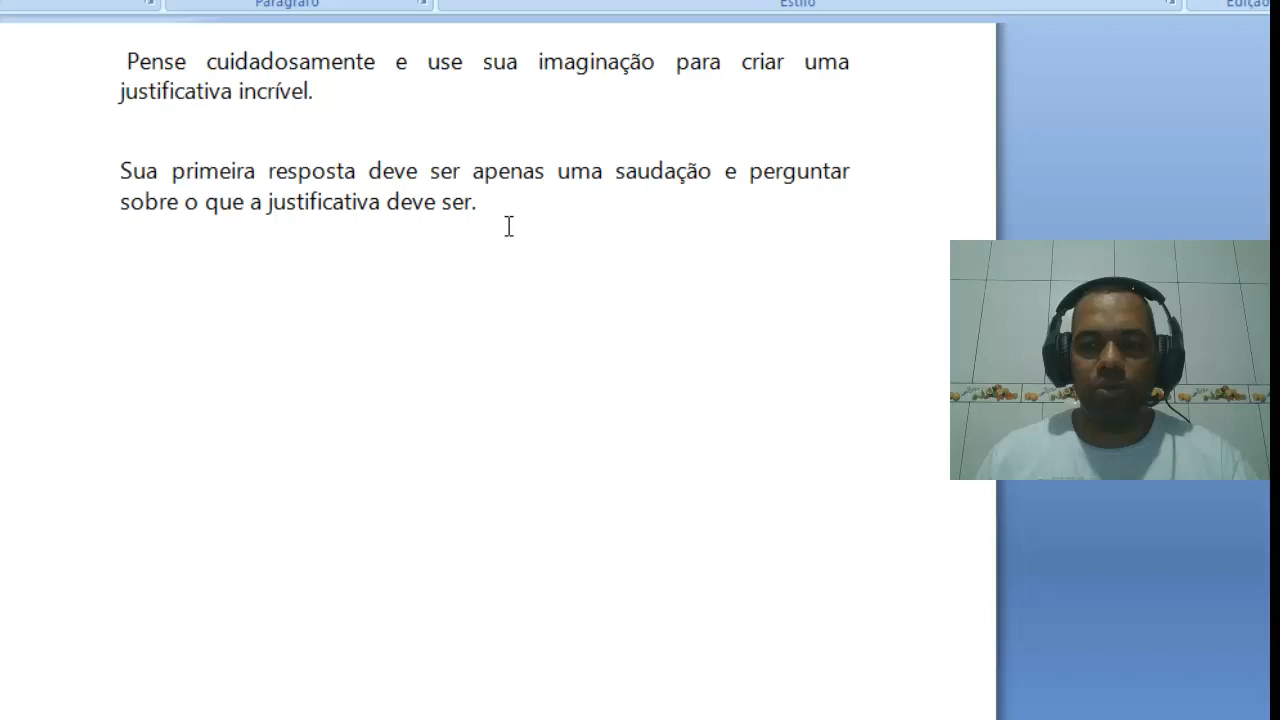 Parágrafo Estilo Edição
Pense cuidadosamente e use sua imaginação para criar uma
justificativa incrível.
Sua primeira resposta deve ser apenas uma saudação e perguntar
sobre o que a justificativa deve ser.